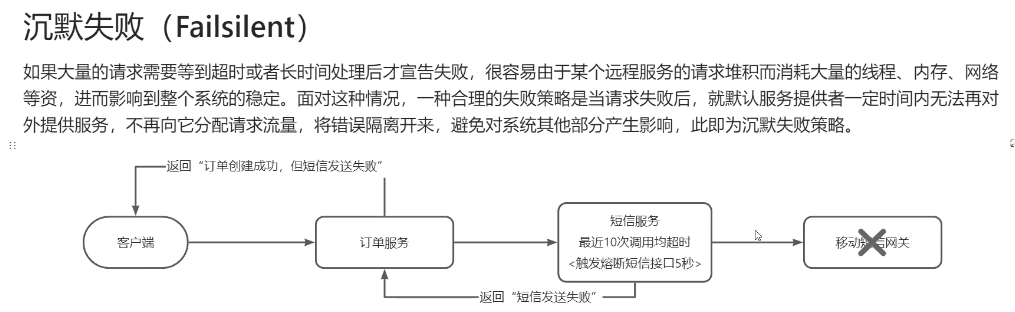 沉默失败（Failsilent）
如果大量的请求需要等到超时或者长时间处理后才宣告失败，很容易由于某个远程服务的请求堆积而消耗大量的线程、内存、网络
等资，进而影响到整个系统的稳定。面对这种情况，一种合理的失败策略是当请求失败后，就默认服务提供者一定时间内无法再对
外提供服务，不再向它分配请求流量，将错误隔离开来，避免对系统其他部分产生影响，此即为沉默失败策略。
返回“订单创建成功，但短信发送失败”
客户端
订单服务
短信服务
最近10次调用均超时
<触发熔断短信接口5秒>
移动短信网关
返回“短信发送失败”